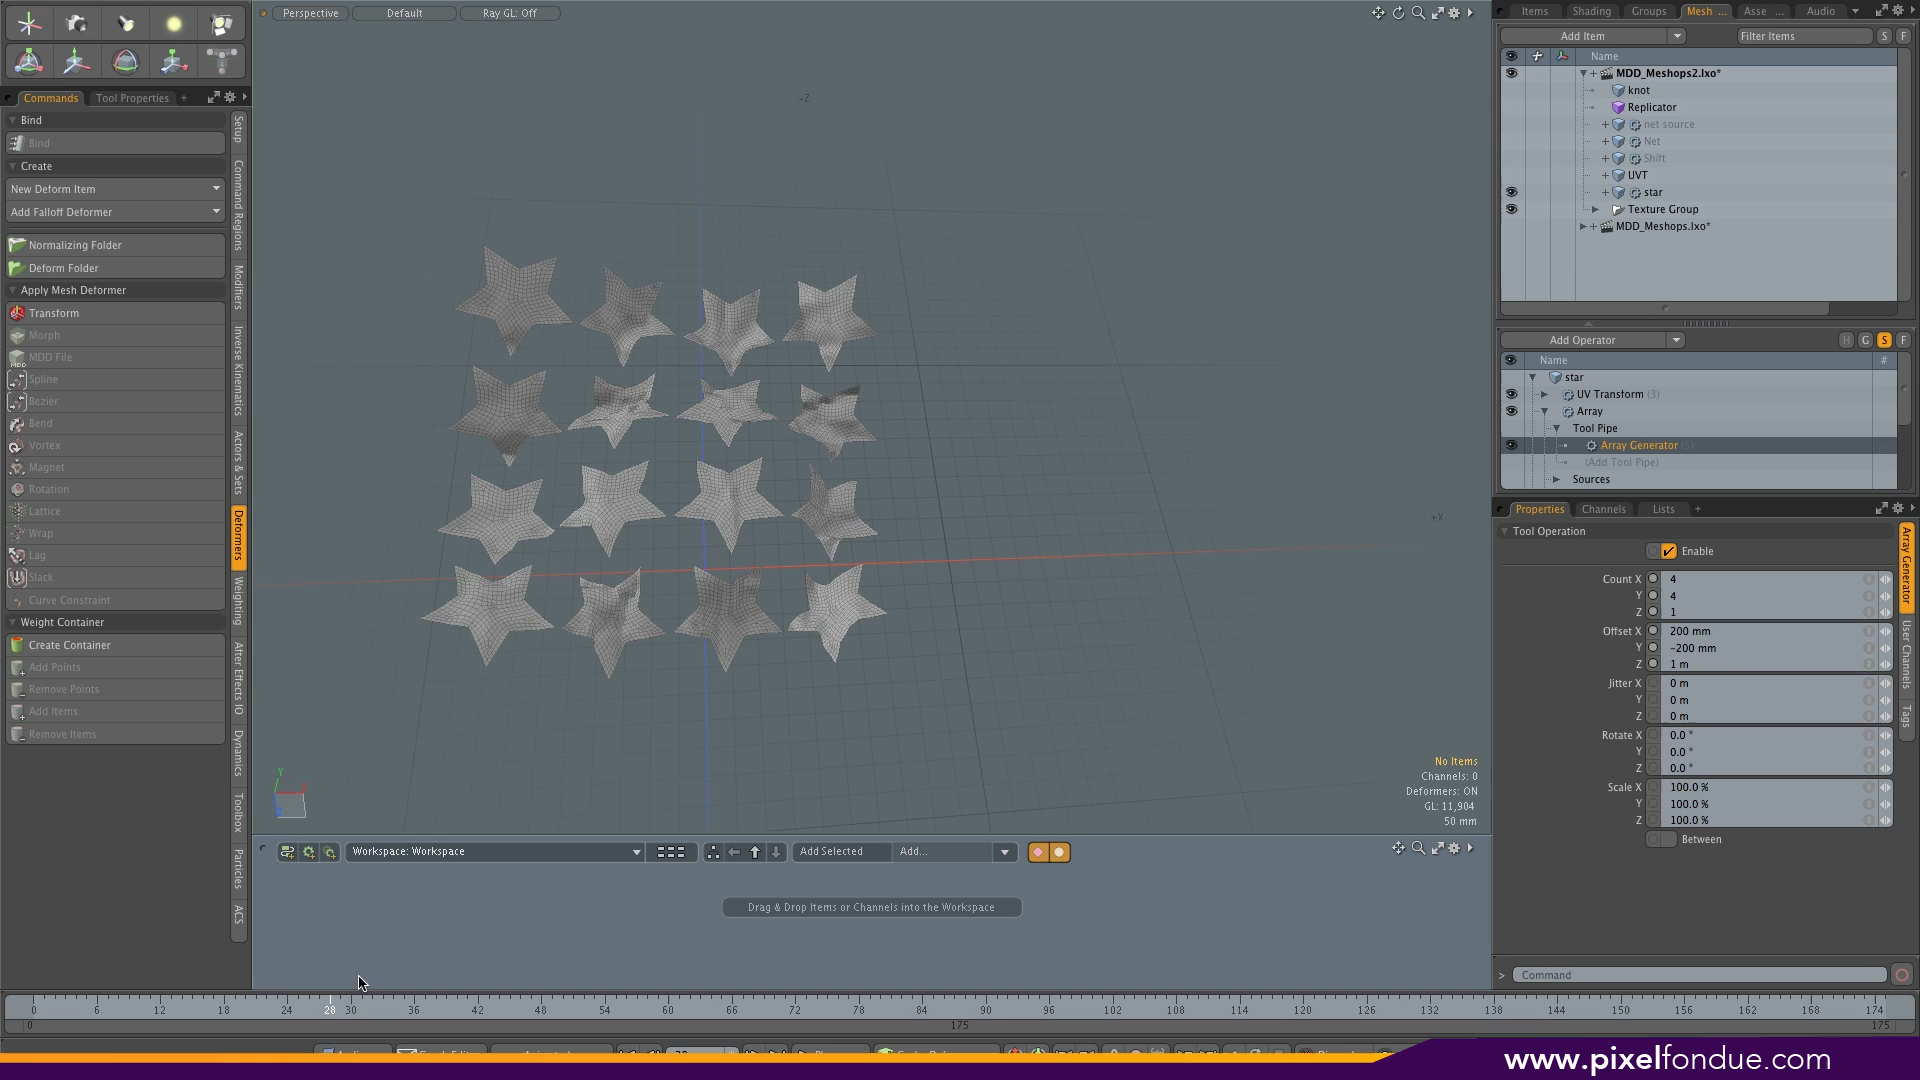 Perspective
Default
Ray GL: Off
Items
Shading
Groups
Mesh ...
Asse ...
Audio
Add Item
Filter Items
S
F
Name
MDD_Meshops2.lxo*
knot
Replicator
net source
Net
Shift
UVT
star
Texture Group
MDD_Meshops.lxo*
Commands
Tool Properties
+
Bind
Bind
Create
New Deform Item
Add Falloff Deformer
Normalizing Folder
Deform Folder
Apply Mesh Deformer
Transform
Morph
MDD File
Spline
Bezier
Bend
Vortex
Magnet
Rotation
Lattice
Wrap
Lag
Slack
Curve Constraint
Weight Container
Create Container
Add Points
Remove Points
Add Items
Remove Items
Setup
Command Regions
Modifiers
Inverse Kinematics
Actors & Sets
Deformers
Weighting
After Effects IO
Dynamics
Toolbox
Particles
ACS
-Z
+X
Y
No Items
Channels: 0
Deformers: ON
GL: 11,904
50 mm
Add Operator
H
G
S
F
Name
#
star
UV Transform (3)
Array
Tool Pipe
Array Generator
(Add Tool Pipe)
Sources
Properties
Channels
Lists
+
Tool Operation
Enable
Count X 4
Y 4
Z 1
Offset X 200 mm
Y -200 mm
Z 1 m
Jitter X 0 m
Y 0 m
Z 0 m
Rotate X 0.0 °
Y 0.0 °
Z 0.0 °
Scale X 100.0 %
Y 100.0 %
Z 100.0 %
Between
Array Generator
User Channels
Tags
Workspace: Workspace
Add Selected
Add...
Drag & Drop Items or Channels into the Workspace
> Command
0 6 12 18 24 28 30 36 42 48 54 60 66 72 78 84 90 96 102 108 114 120 126 132 138 144 150 156 162 168 174
0
175
175
www.pixelfondue.com